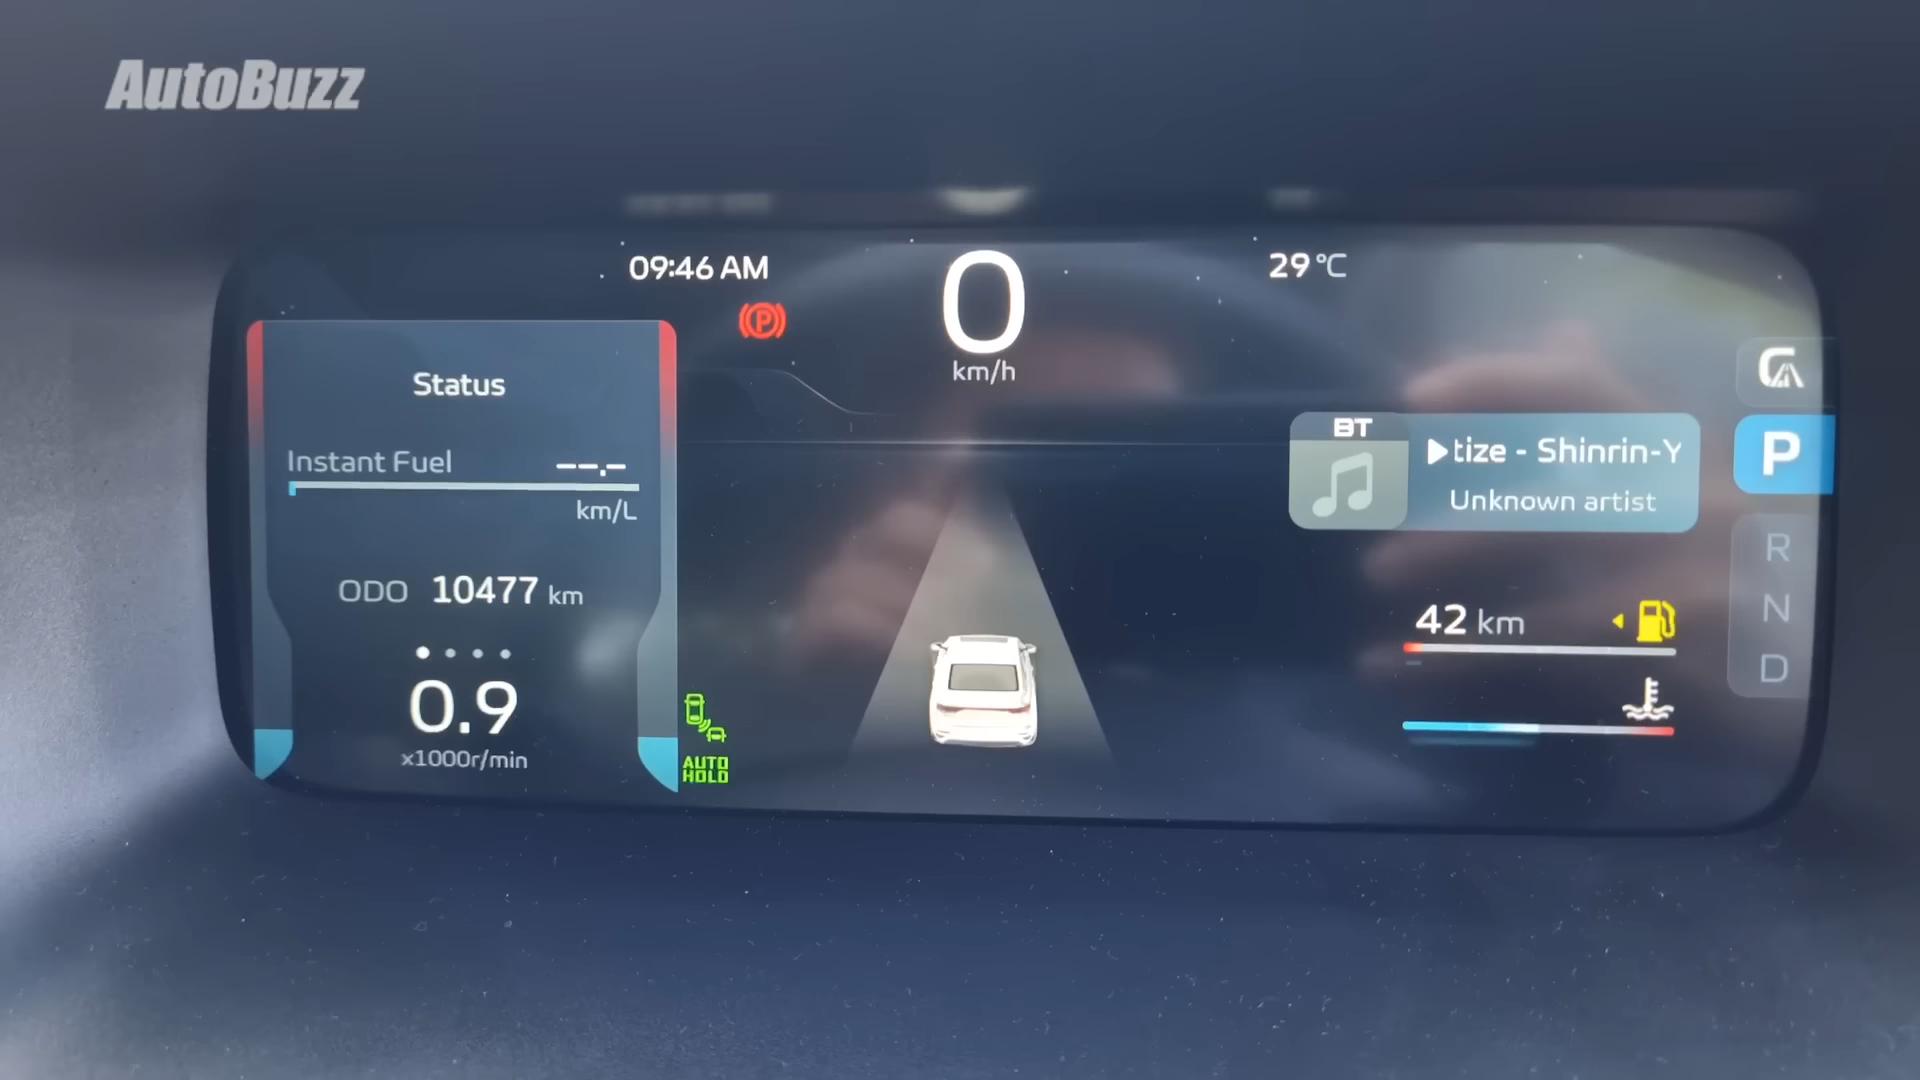 AutoBuzz
09:46 AM
0
km/h
29 °C
P
Status
Instant Fuel --.-
km/L
ODO 10477 km
0.9
x1000r/min
AUTO
HOLD
BT
tize - Shinrin-Y
Unknown artist
42 km
P
R
N
D